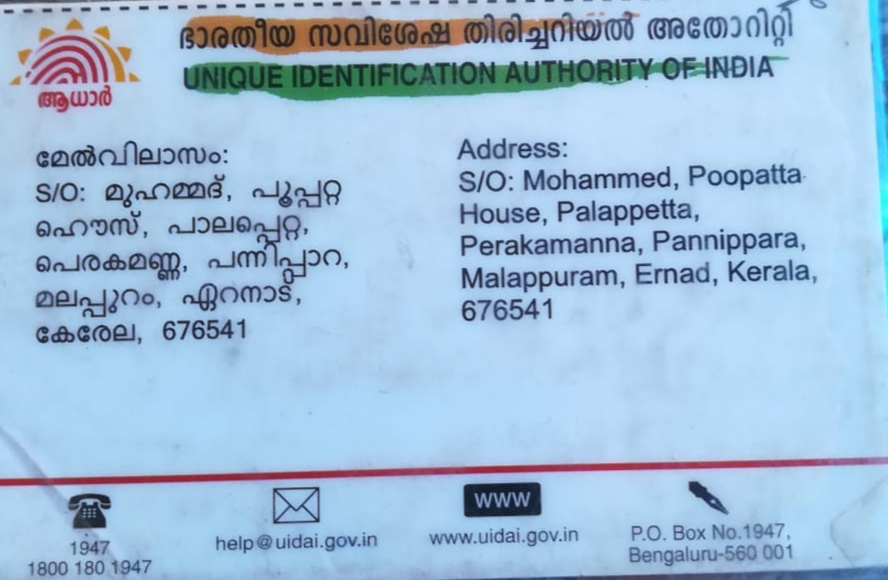 ഭാരതീയ സവിശേഷ തിരിച്ചറിയൽ അതോറിറ്റി
UNIQUE IDENTIFICATION AUTHORITY OF INDIA
ആധാർ
മേൽവിലാസം:
S/O: മുഹമ്മദ്, പൂപ്പറ്റ
ഹൌസ്, പാലപ്പെറ്റ,
പെരകമണ്ണ, പന്നിപ്പാറ,
മലപ്പുറം, ഏറനാട്,
കേരേല, 676541
Address:
S/O: Mohammed, Poopatta
House, Palappetta,
Perakamanna, Pannippara,
Malappuram, Ernad, Kerala,
676541
1947
1800 180 1947
help@uidai.gov.in
www
www.uidai.gov.in
P.O. Box No.1947,
Bengaluru-560 001